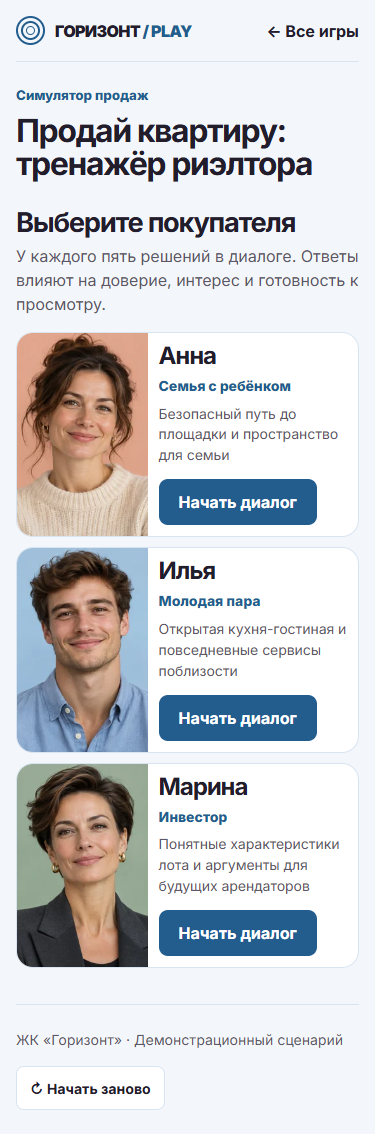 ГОРИЗОНТ / PLAY
← Все игры
Симулятор продаж
Продай квартиру:
тренажёр риэлтора
Выберите покупателя
У каждого пять решений в диалоге. Ответы
влияют на доверие, интерес и готовность к
просмотру.
Анна
Семья с ребёнком
Безопасный путь до
площадки и пространство
для семьи
Начать диалог
Илья
Молодая пара
Открытая кухня-гостиная и
повседневные сервисы
поблизости
Начать диалог
Марина
Инвестор
Понятные характеристики
лота и аргументы для
будущих арендаторов
Начать диалог
ЖК «Горизонт» · Демонстрационный сценарий
↻ Начать заново